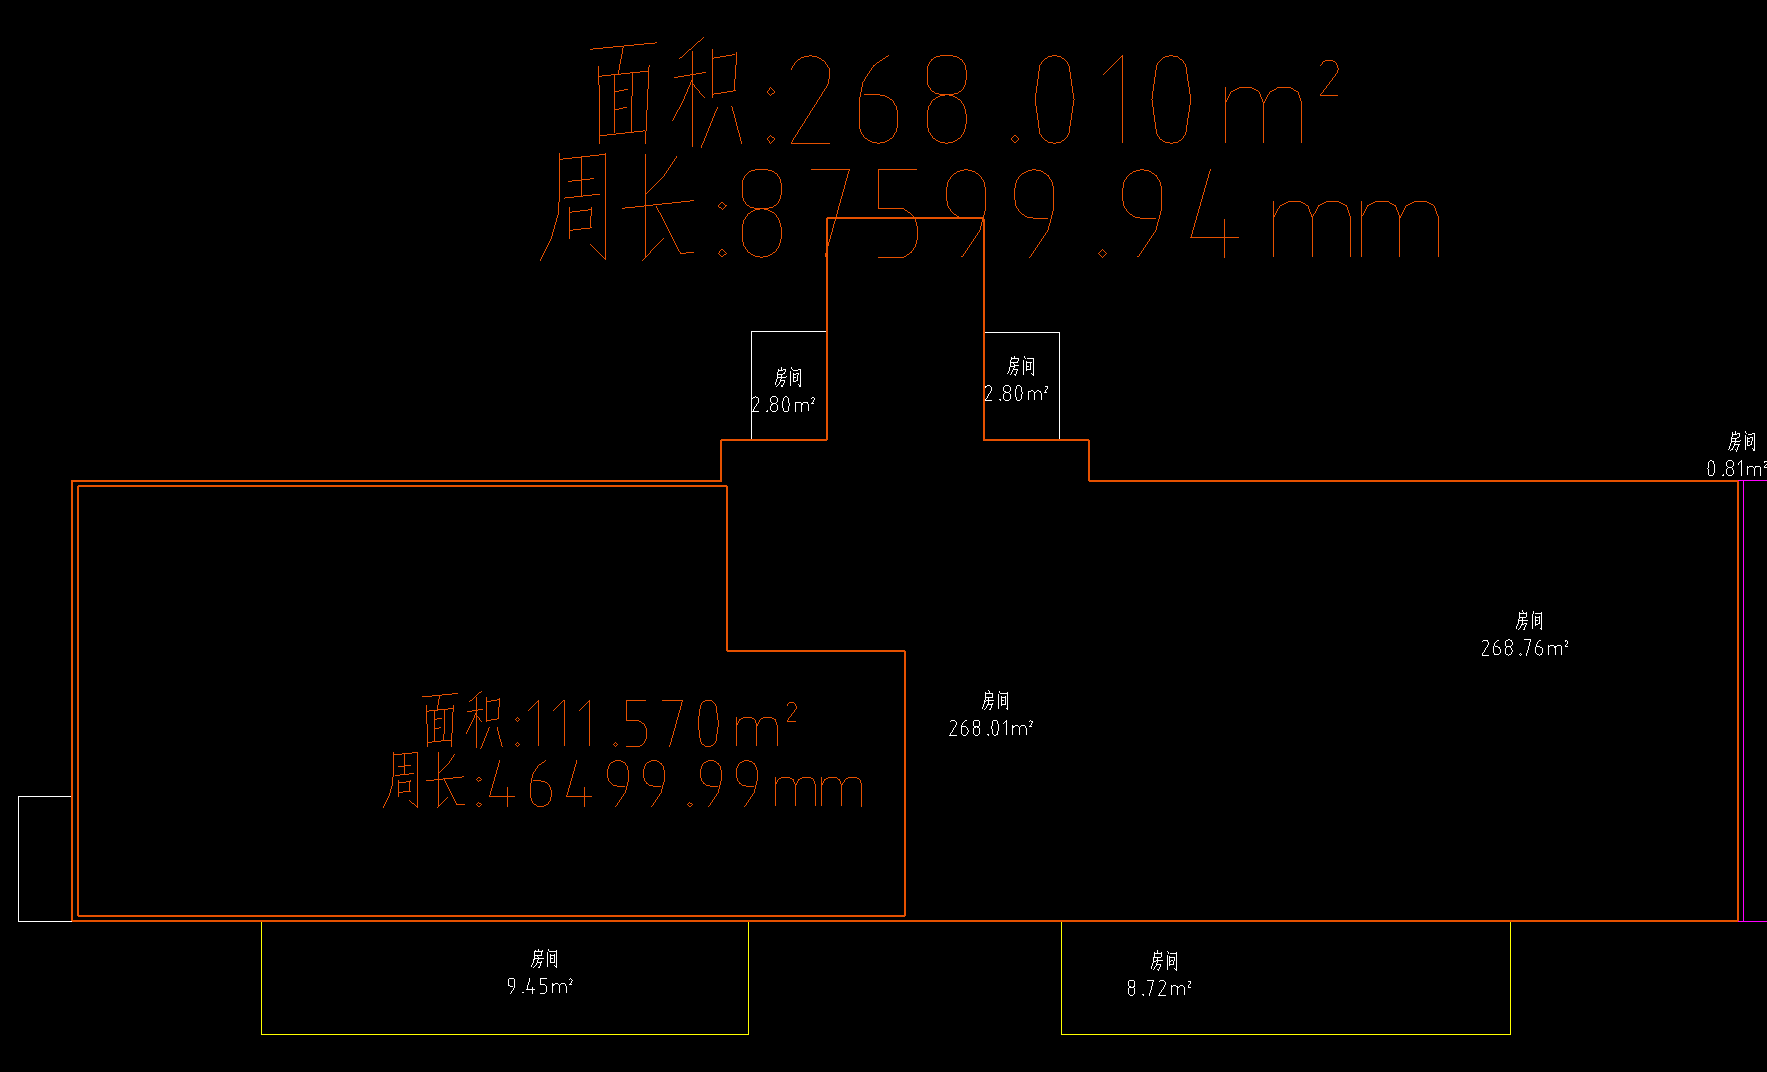 面积:268.010m²
周长:87599.94mm
房间
2.80m²
房间
2.80m²
房间
0.81m²
房间
268.76m²
房间
268.01m²
面积:111.570m²
周长:46499.99mm
房间
9.45m²
房间
8.72m²